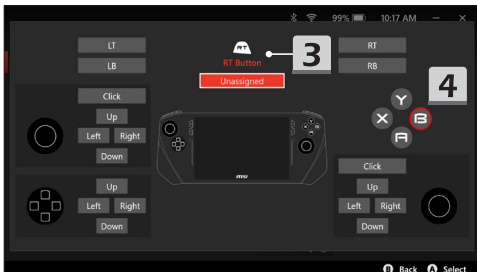 99% 10:17 AM
LT
LB
RT
RT Button
Unassigned
3
RT
RB
4
Y
X
B
A
Click
Up
Left Right
Down
Up
Left Right
Down
msi
Click
Up
Left Right
Down
B Back A Select